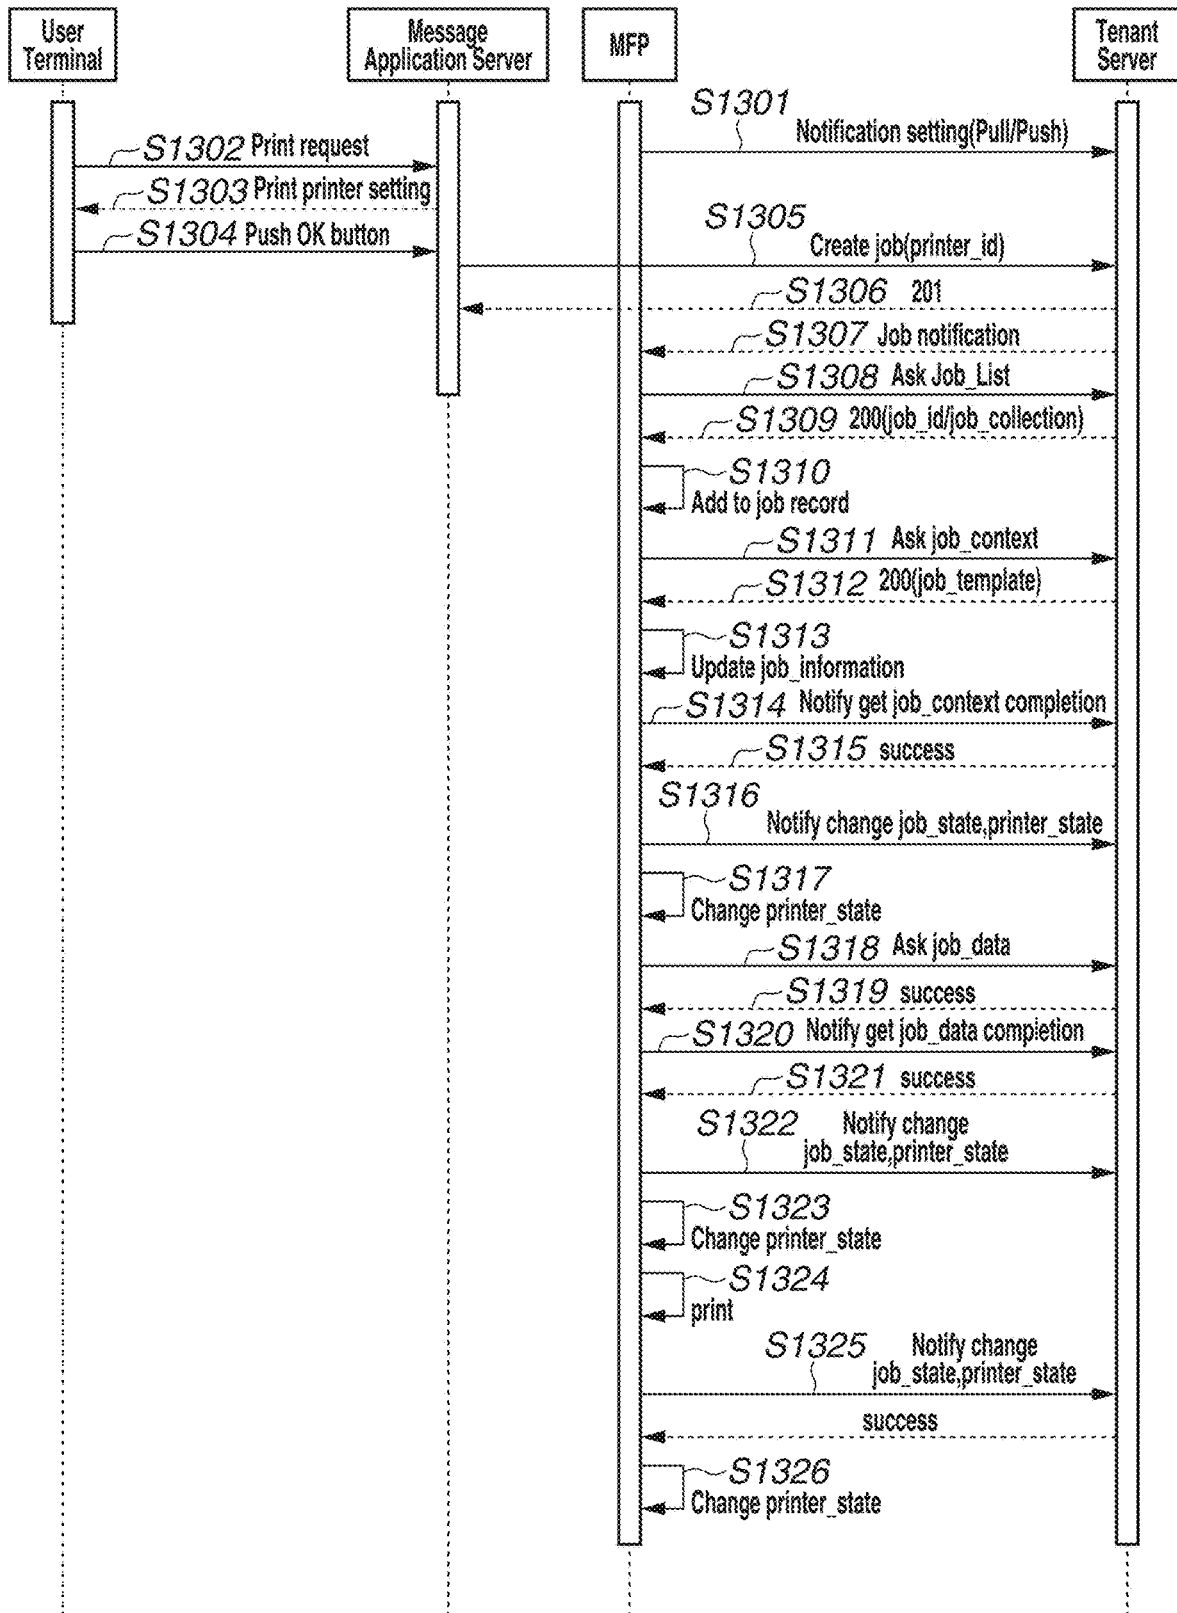 User
Terminal
Message
Application Server
MFP
Tenant
Server
S1301
Notification setting(Pull/Push)
S1302 Print request
S1303 Print printer setting
S1304 Push OK button
S1305
Create job(printer_id)
S1306 201
S1307 Job notification
S1308 Ask Job_List
S1309 200(job_id/job_collection)
S1310
Add to job record
S1311 Ask job_context
S1312 200(job_template)
S1313
Update job_information
S1314 Notify get job_context completion
S1315 success
S1316
Notify change job_state,printer_state
S1317
Change printer_state
S1318 Ask job_data
S1319 success
S1320 Notify get job_data completion
S1321 success
S1322 Notify change
job_state,printer_state
S1323
Change printer_state
S1324
print
S1325 Notify change
job_state,printer_state
success
S1326
Change printer_state